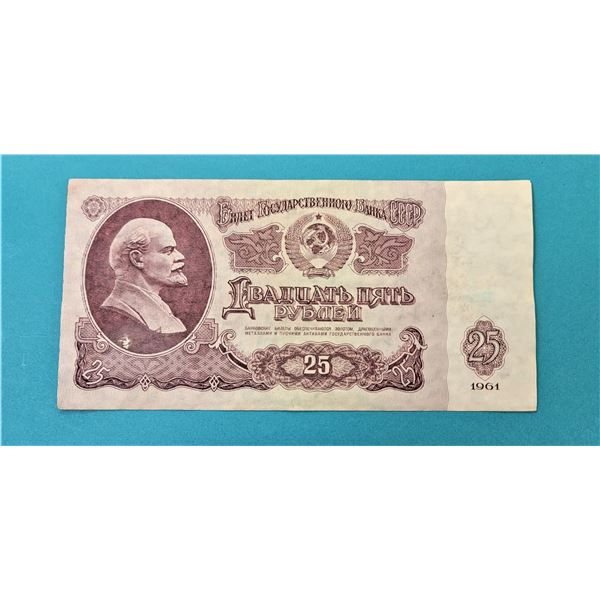 Билет Государственного Банка СССР
Двадцать пять
рублей
БАНКОВСКИЕ БИЛЕТЫ ОБЕСПЕЧИВАЮТСЯ ЗОЛОТОМ, ДРАГОЦЕННЫМИ
МЕТАЛЛАМИ И ПРОЧИМИ АКТИВАМИ ГОСУДАРСТВЕННОГО БАНКА
25
25
25
25
1961